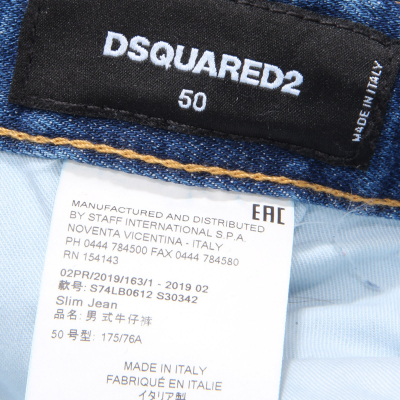 DSQUARED2
50
MADE IN ITALY
EAC
MANUFACTURED AND DISTRIBUTED
BY STAFF INTERNATIONAL S.P.A.
NOVENTA VICENTINA - ITALY
PH 0444 784500 FAX 0444 784580
RN 154143
02PR/2019/163/1 - 2019 02
款号: S74LB0612 S30342
Slim Jean
品名: 男式牛仔裤
50 号型: 175/76A
MADE IN ITALY
FABRIQUÉ EN ITALIE
イタリア製